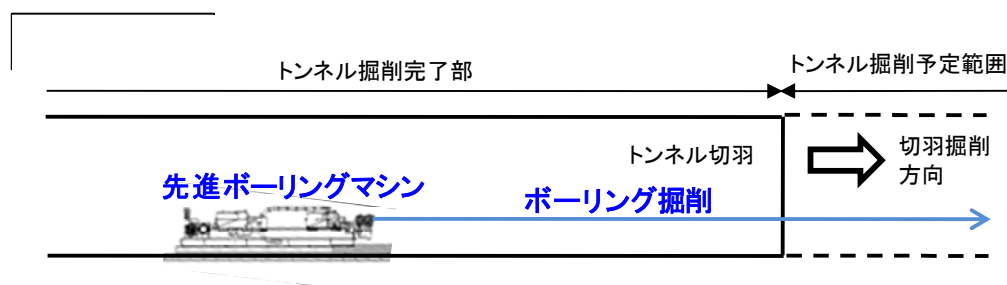 トンネル掘削完了部
トンネル掘削予定範囲
トンネル切羽
切羽掘削
方向
先進ボーリングマシン
ボーリング掘削